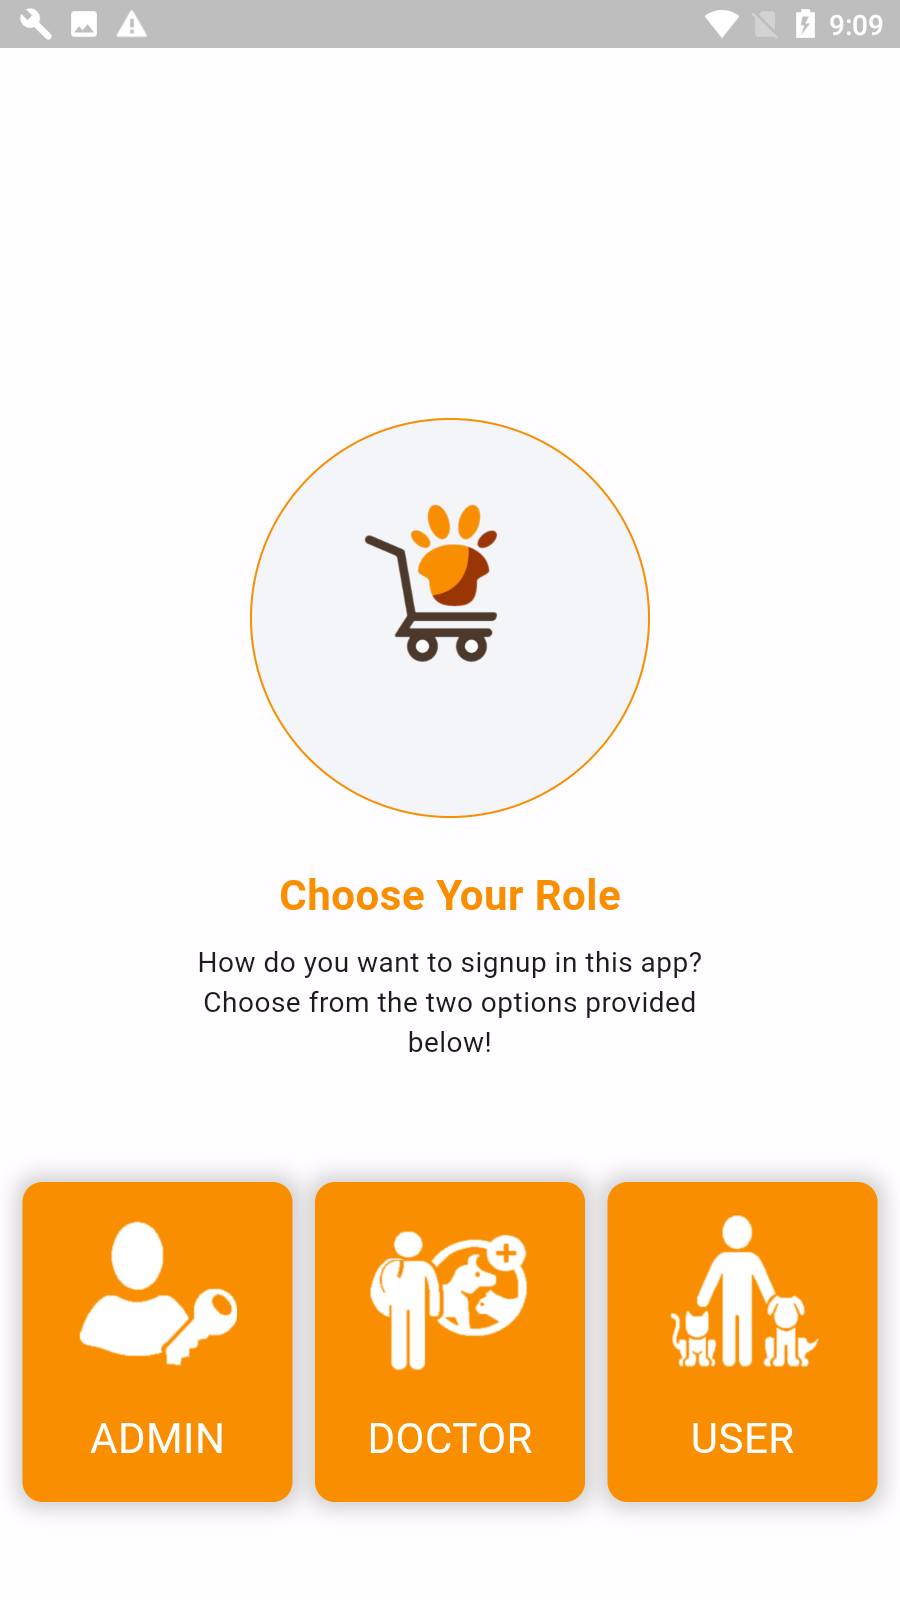 9:09
Choose Your Role
How do you want to signup in this app?
Choose from the two options provided
below!
ADMIN
DOCTOR
USER